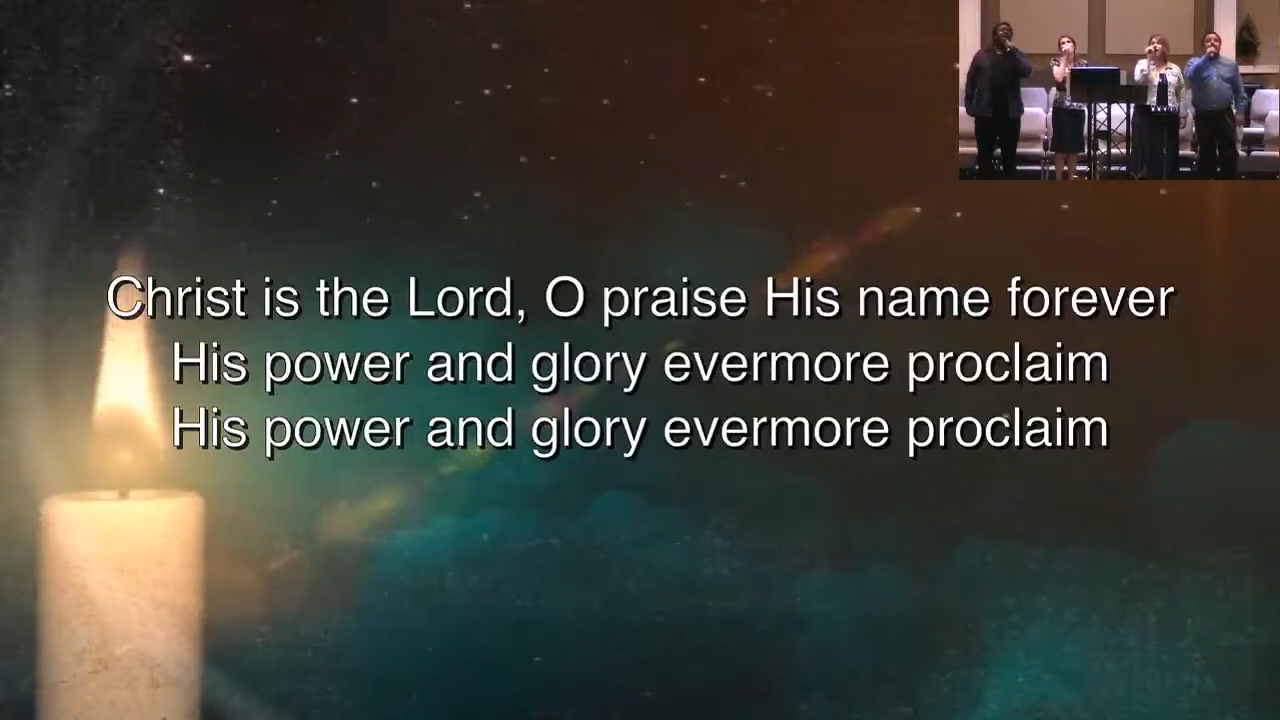 Christ is the Lord, O praise His name forever
His power and glory evermore proclaim
His power and glory evermore proclaim